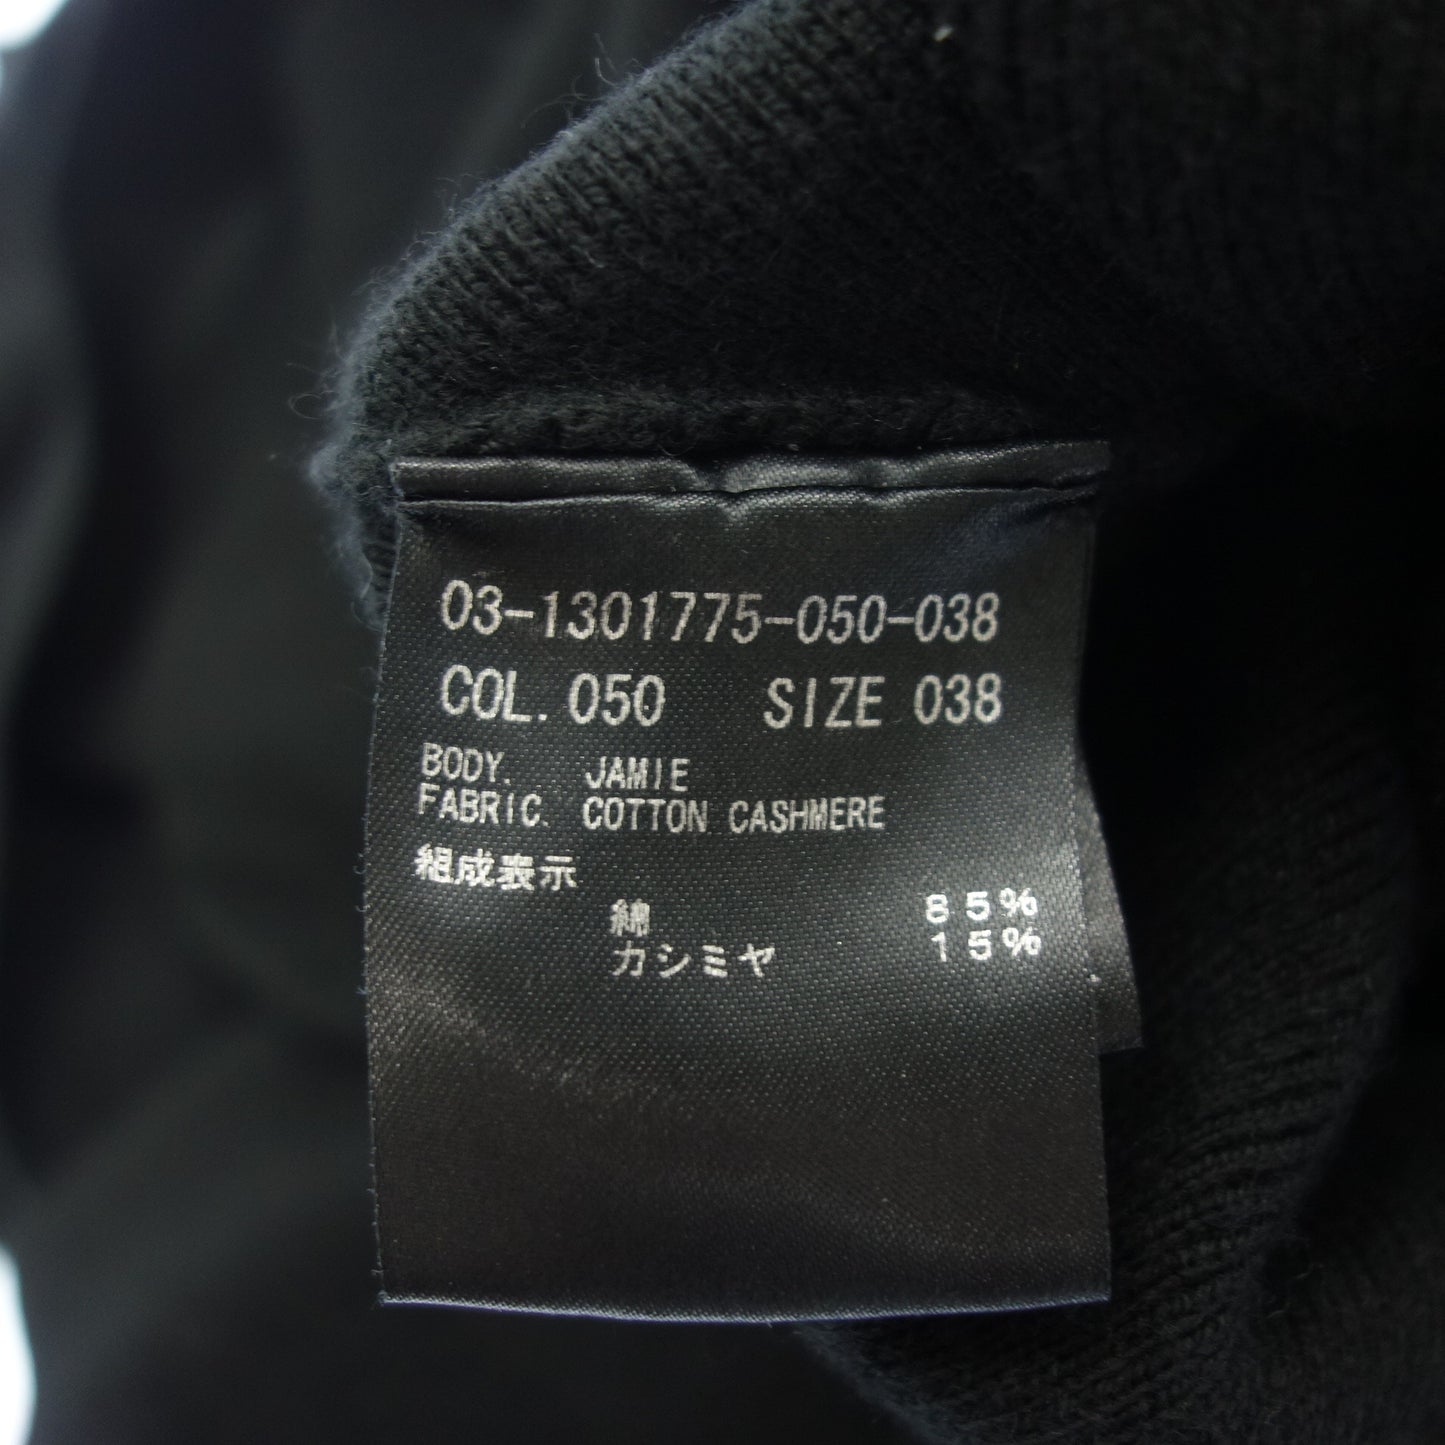 03-1301775-050-038
COL. 050 SIZE 038
BODY. JAMIE
FABRIC. COTTON CASHMERE
組成表示
綿 85%
カシミヤ 15%